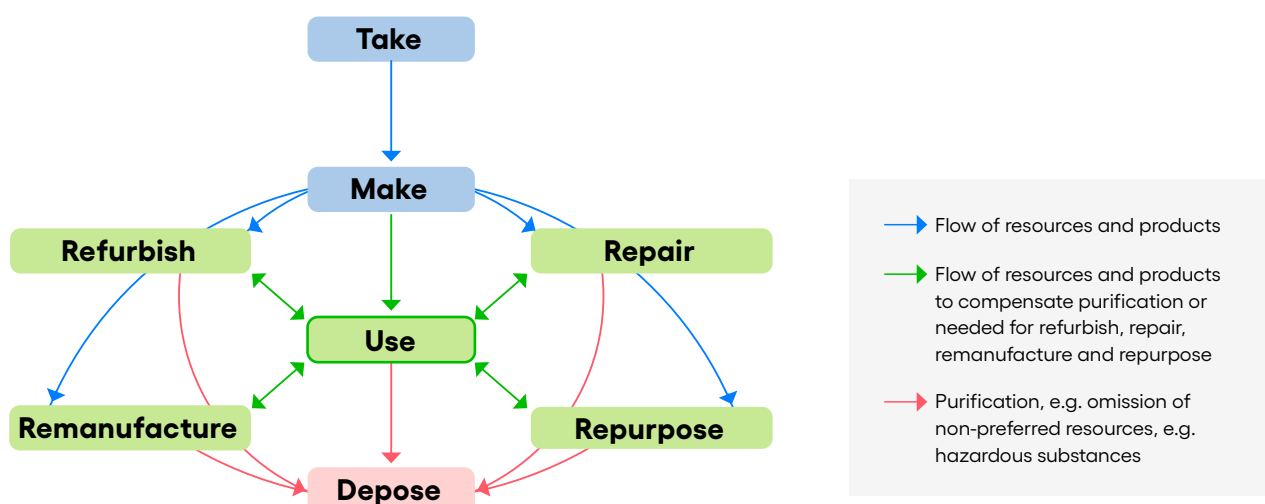 Take
Make
Refurbish
Repair
Use
Remanufacture
Repurpose
Depose
Flow of resources and products
Flow of resources and products
to compensate purification or
needed for refurbish, repair,
remanufacture and repurpose
Purification, e.g. omission of
non-preferred resources, e.g.
hazardous substances